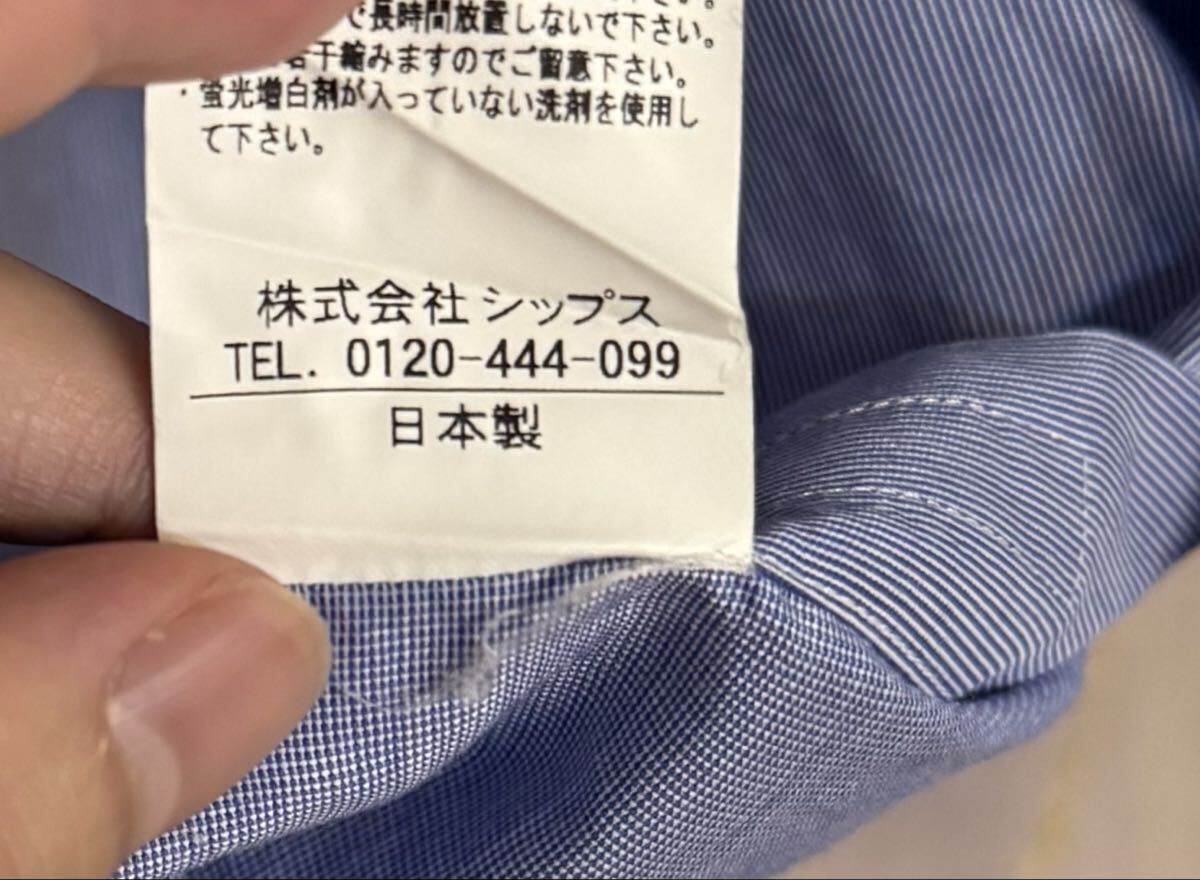 で長時間放置しないで下さい。
若干縮みますのでご留意下さい。
・蛍光増白剤が入っていない洗剤を使用し
て下さい。
株式会社 シップス
TEL. 0120-444-099
日本製